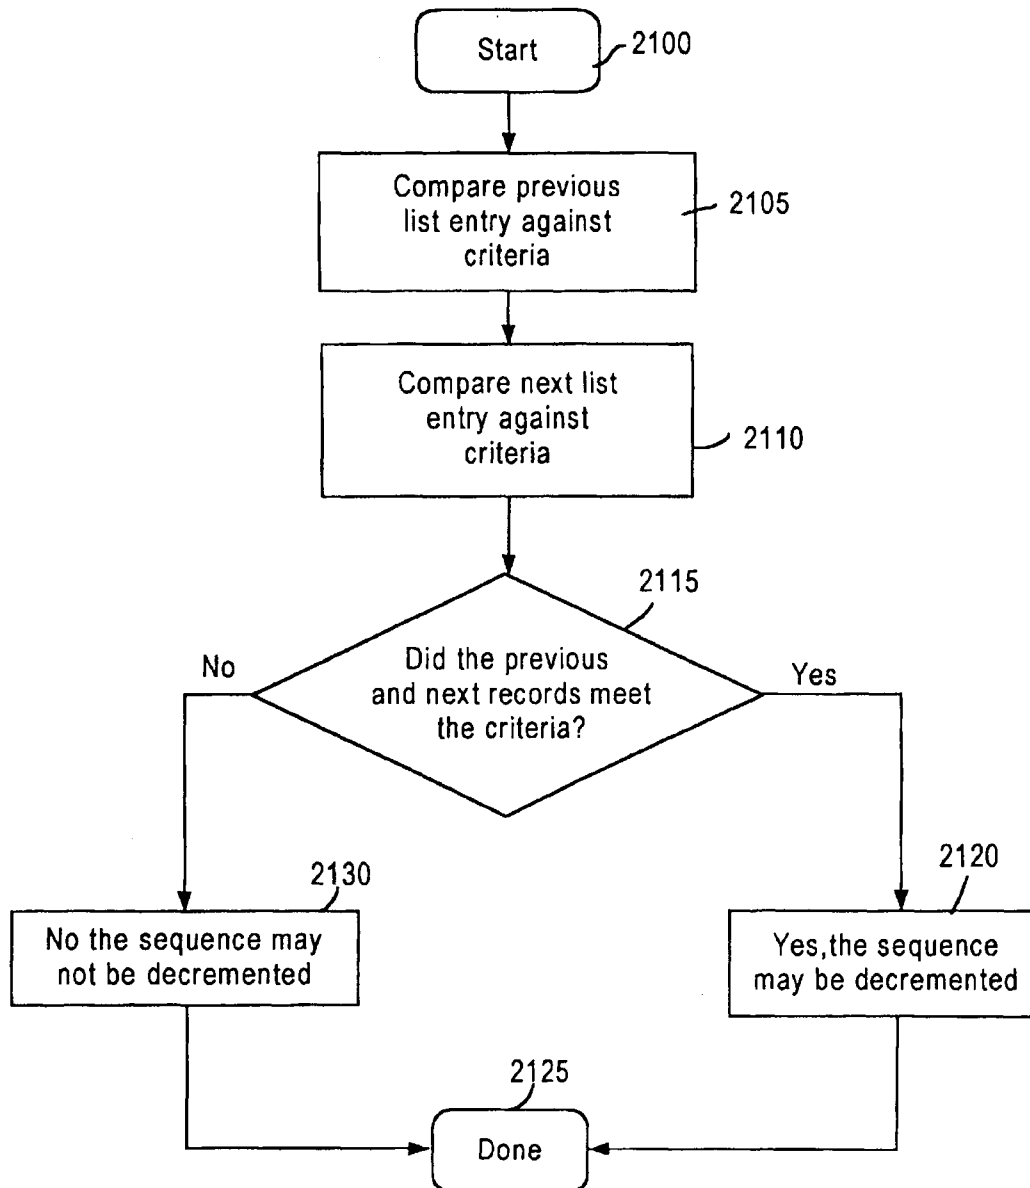 Start
2100
Compare previous
list entry against
criteria
2105
Compare next list
entry against
criteria
2110
2115
Did the previous
and next records meet
the criteria?
No
Yes
2130
No the sequence may
not be decremented
2120
Yes,the sequence
may be decremented
2125
Done